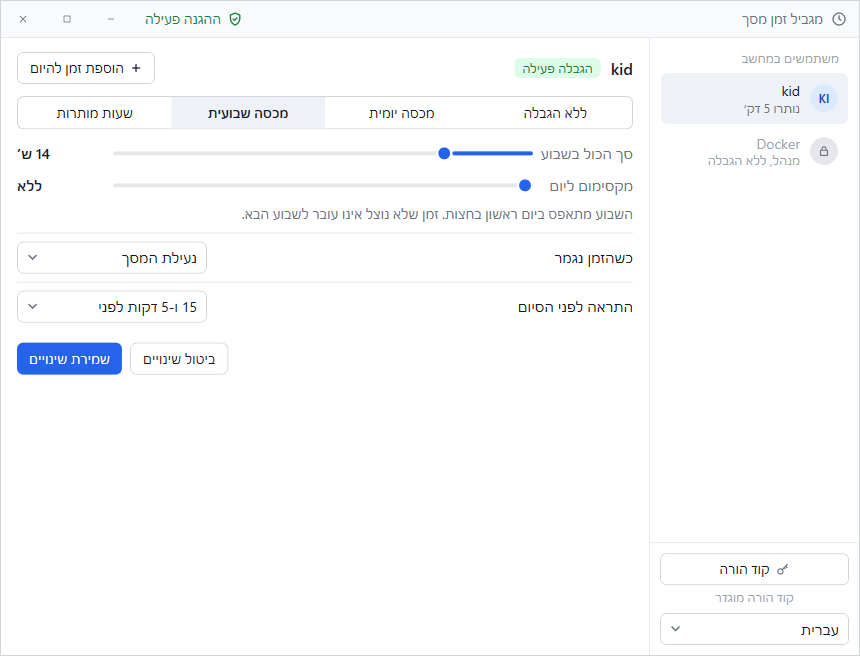 מגביל זמן מסך
ההגנה פעילה
משתמשים במחשב
KI
kid
נותרו 5 דק׳
Docker
מנהל, ללא הגבלה
קוד הורה
קוד הורה מוגדר
עברית
kid
הגבלה פעילה
+ הוספת זמן להיום
ללא הגבלה
מכסה יומית
מכסה שבועית
שעות מותרות
סך הכול בשבוע
14 ש׳
מקסימום ליום
ללא
השבוע מתאפס ביום ראשון בחצות. זמן שלא נוצל אינו עובר לשבוע הבא.
כשהזמן נגמר
נעילת המסך
התראה לפני הסיום
15 ו-5 דקות לפני
ביטול שינויים
שמירת שינויים